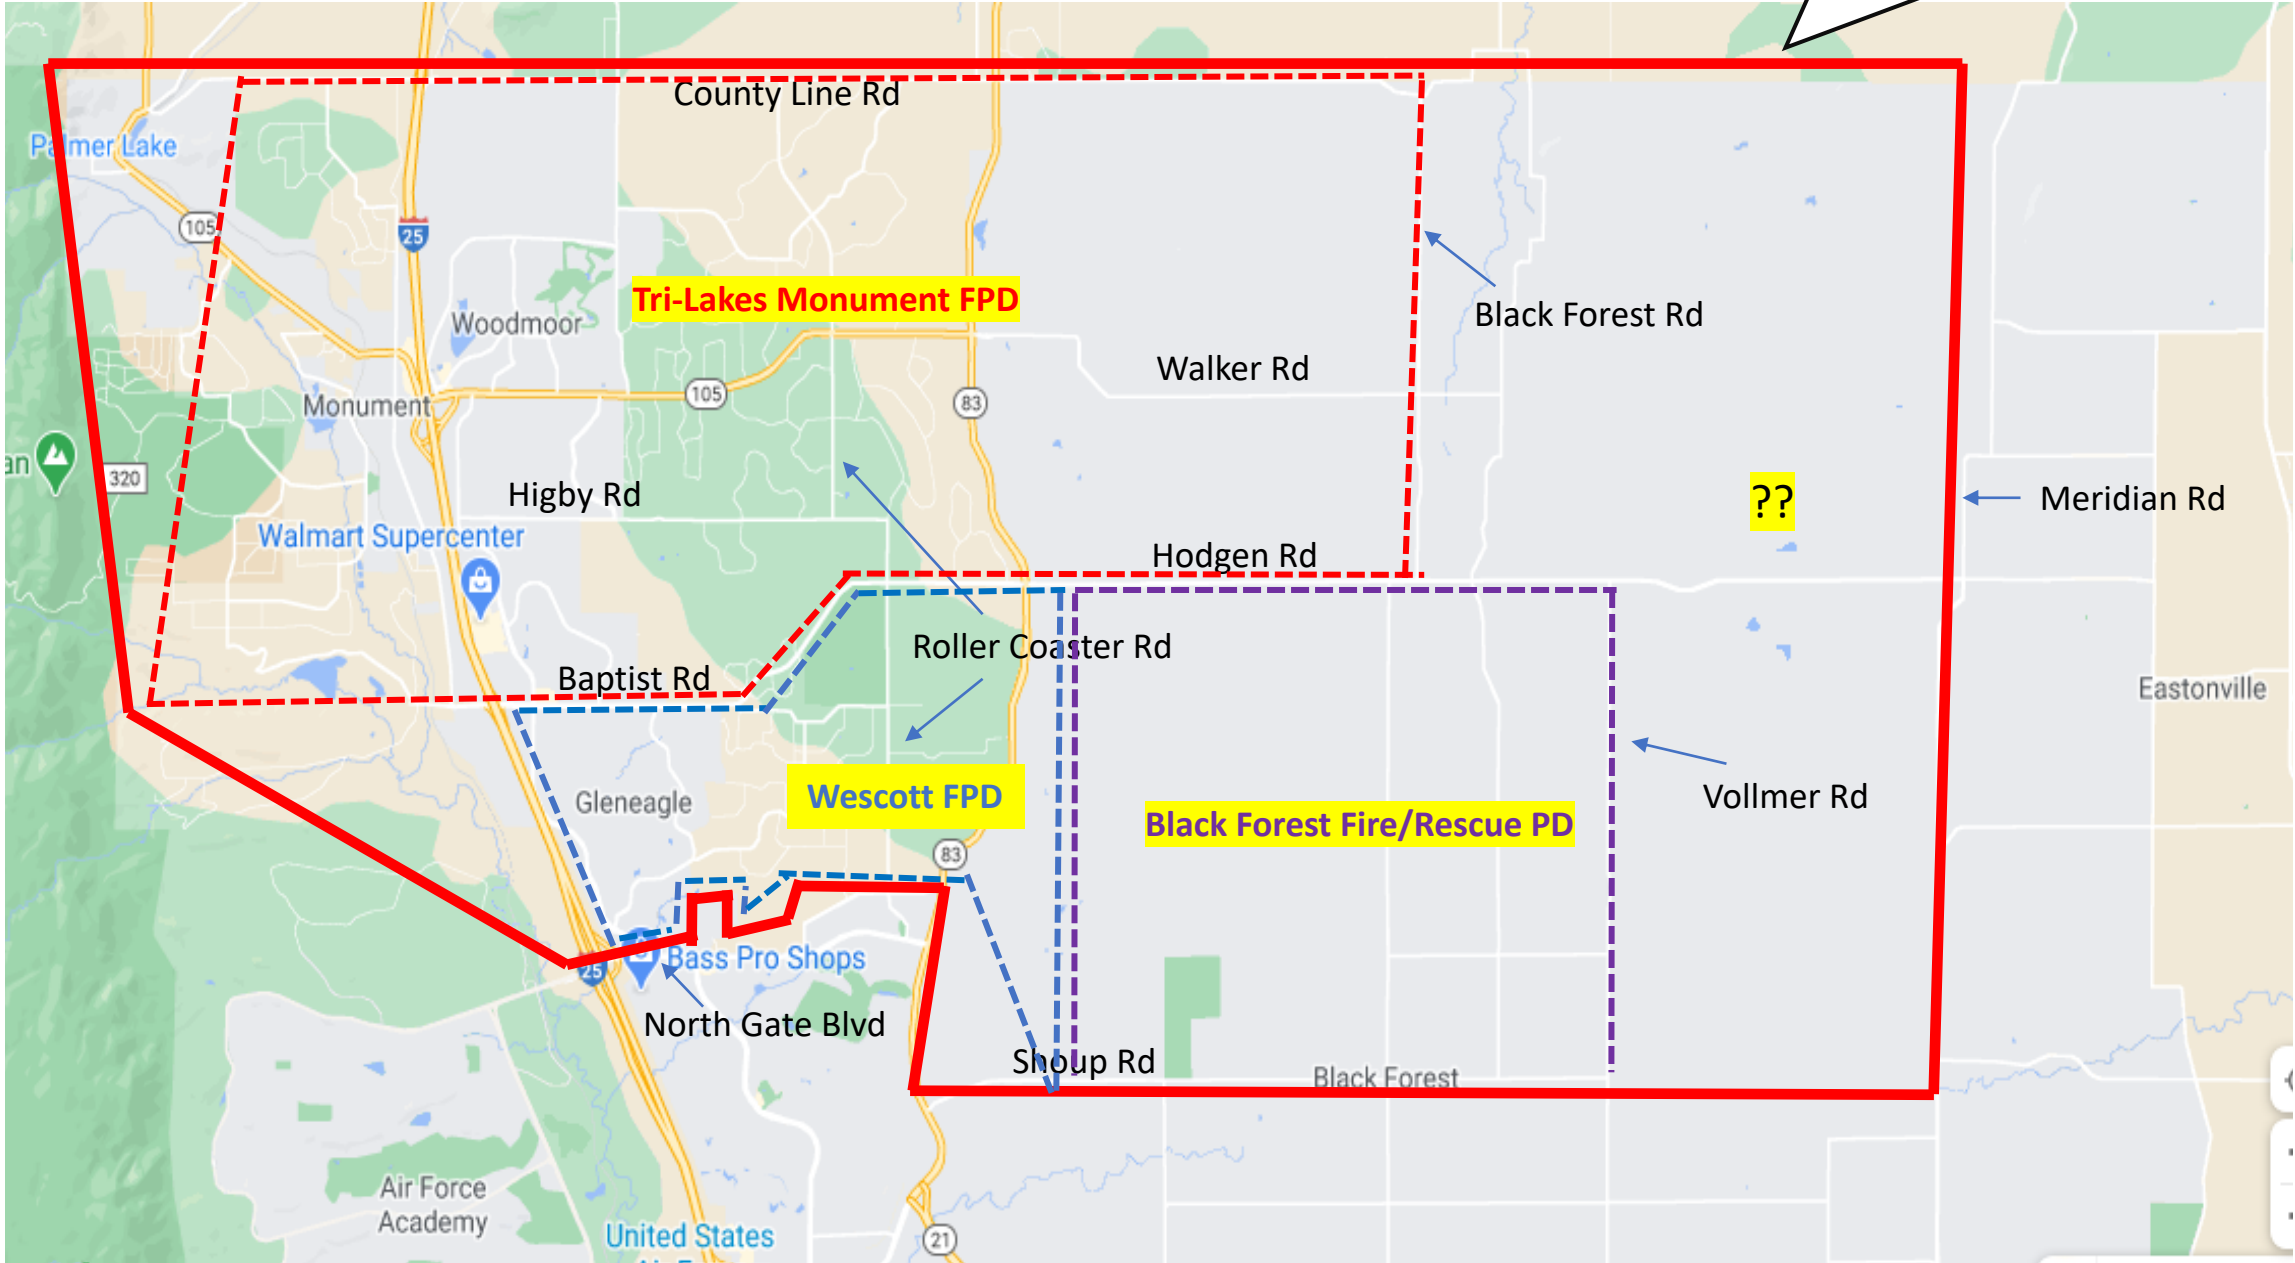 County Line Rd
Palmer Lake
105
25
Tri-Lakes Monument FPD
Woodmoor
Black Forest Rd
Walker Rd
105
83
Monument
an
320
Higby Rd
??
Meridian Rd
Walmart Supercenter
Hodgen Rd
Roller Coaster Rd
Baptist Rd
Eastonville
Gleneagle
Wescott FPD
Vollmer Rd
Black Forest Fire/Rescue PD
83
Bass Pro Shops
25
North Gate Blvd
Shoup Rd
Black Forest
Air Force
Academy
United States
21